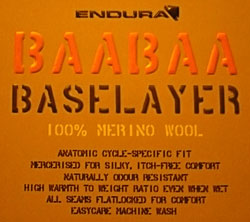 ENDURA
BAABAA
BASELAYER
100% MERINO WOOL
ANATOMIC CYCLE-SPECIFIC FIT
MERCERISED FOR SILKY, ITCH-FREE COMFORT
NATURALLY ODOUR RESISTANT
HIGH WARMTH TO WEIGHT RATIO EVEN WHEN WET
ALL SEAMS FLATLOCKED FOR COMFORT
EASYCARE MACHINE WASH